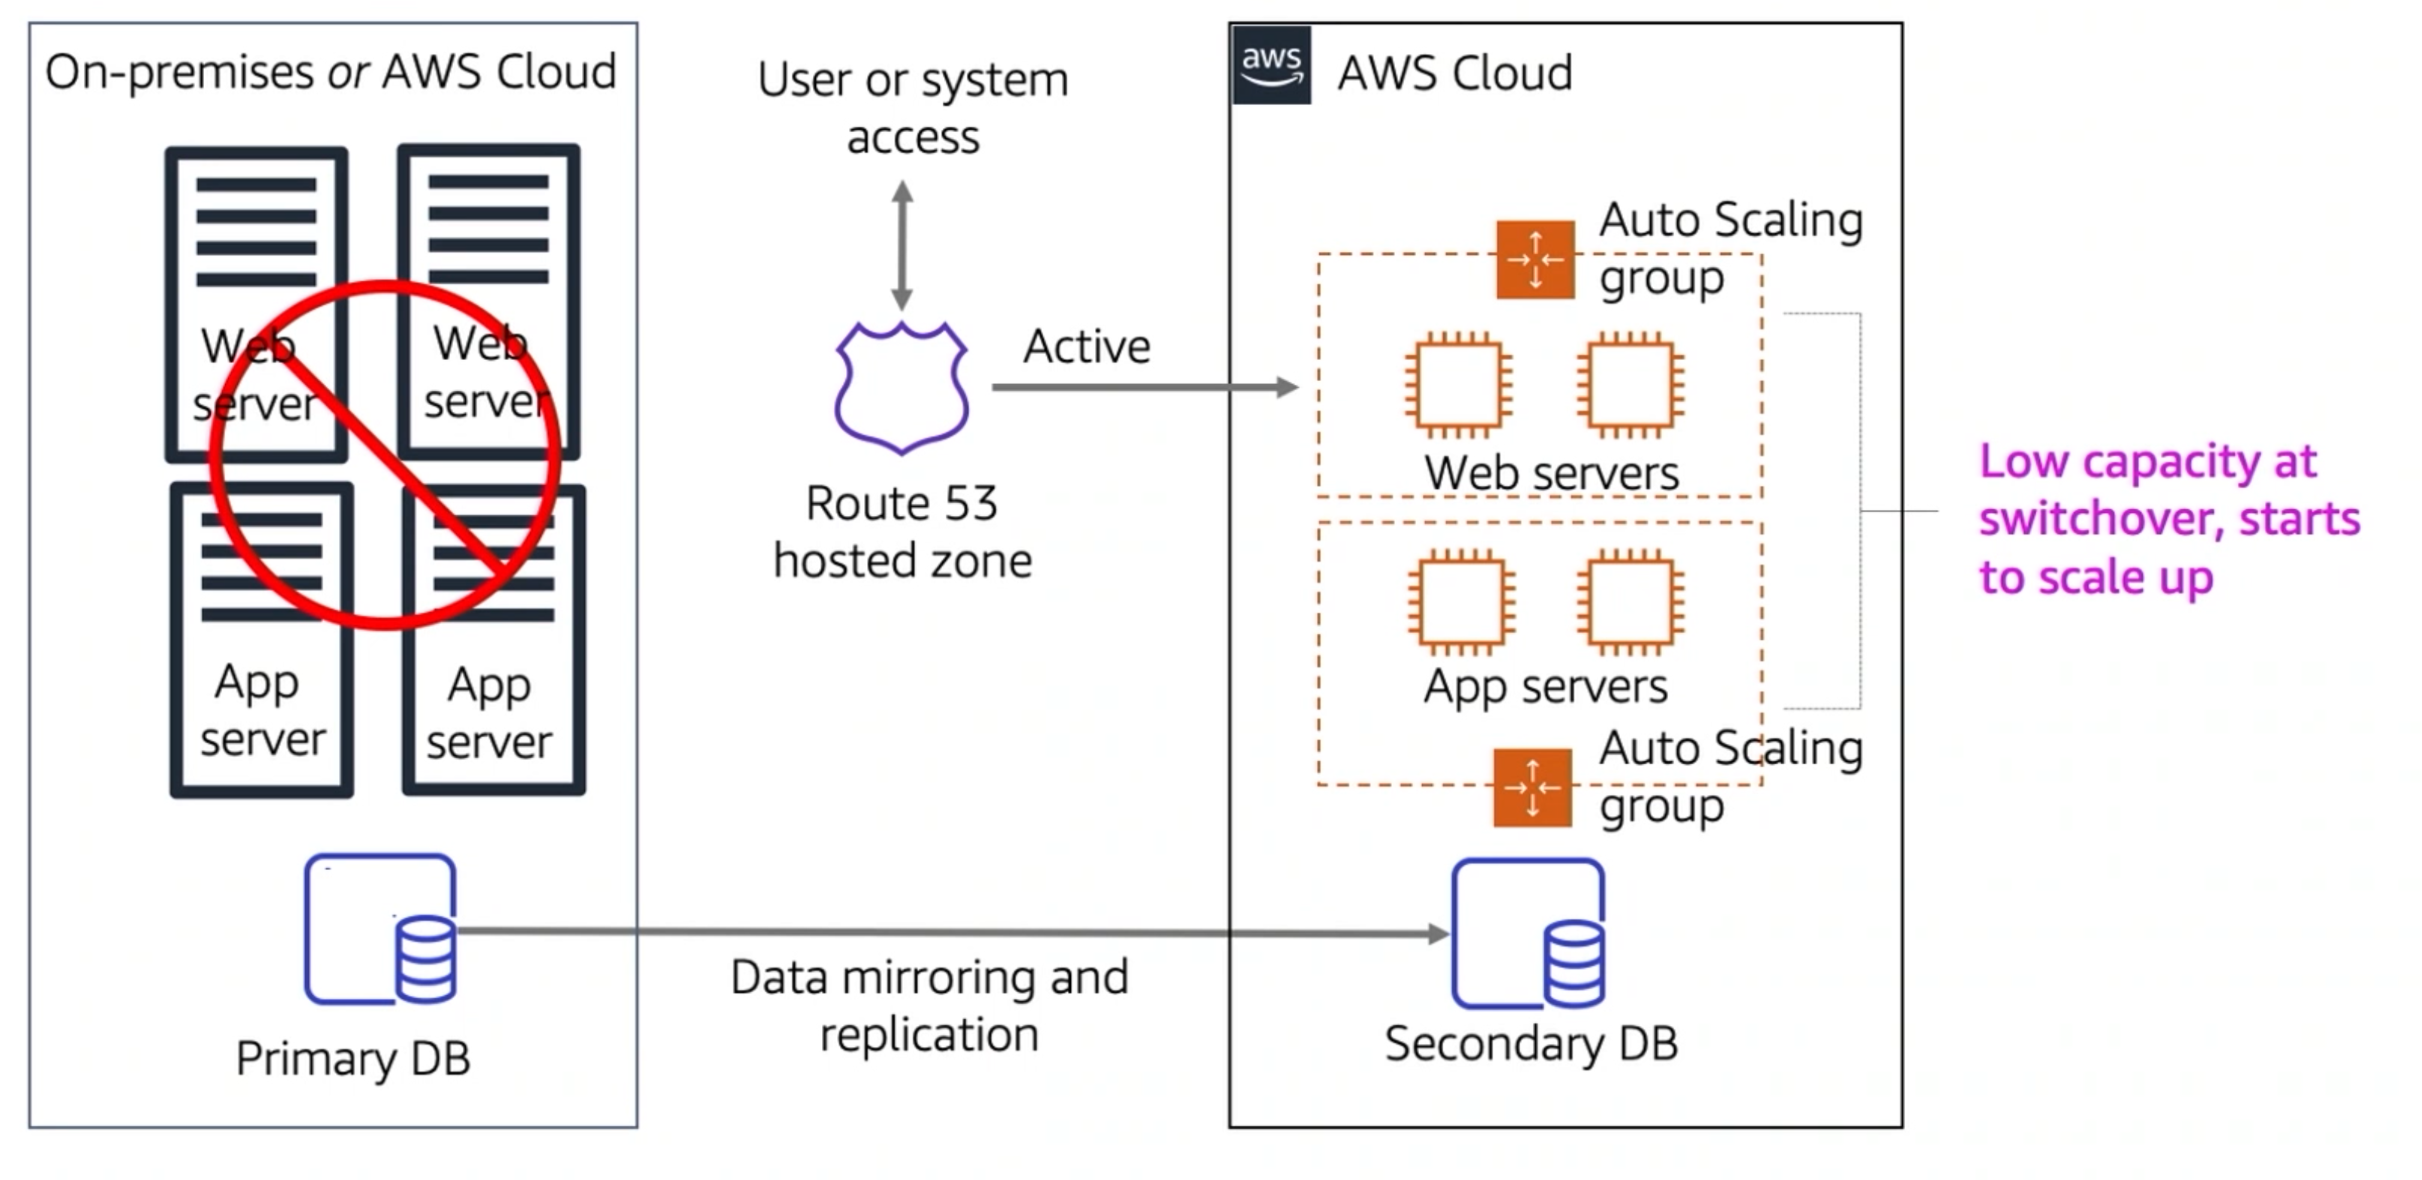 On-premises or AWS Cloud
Web
server
Web
server
App
server
App
server
Primary DB
User or system
access
Active
Route 53
hosted zone
Data mirroring and
replication
aws
AWS Cloud
Auto Scaling
group
Web servers
App servers
Auto Scaling
group
Secondary DB
Low capacity at
switchover, starts
to scale up